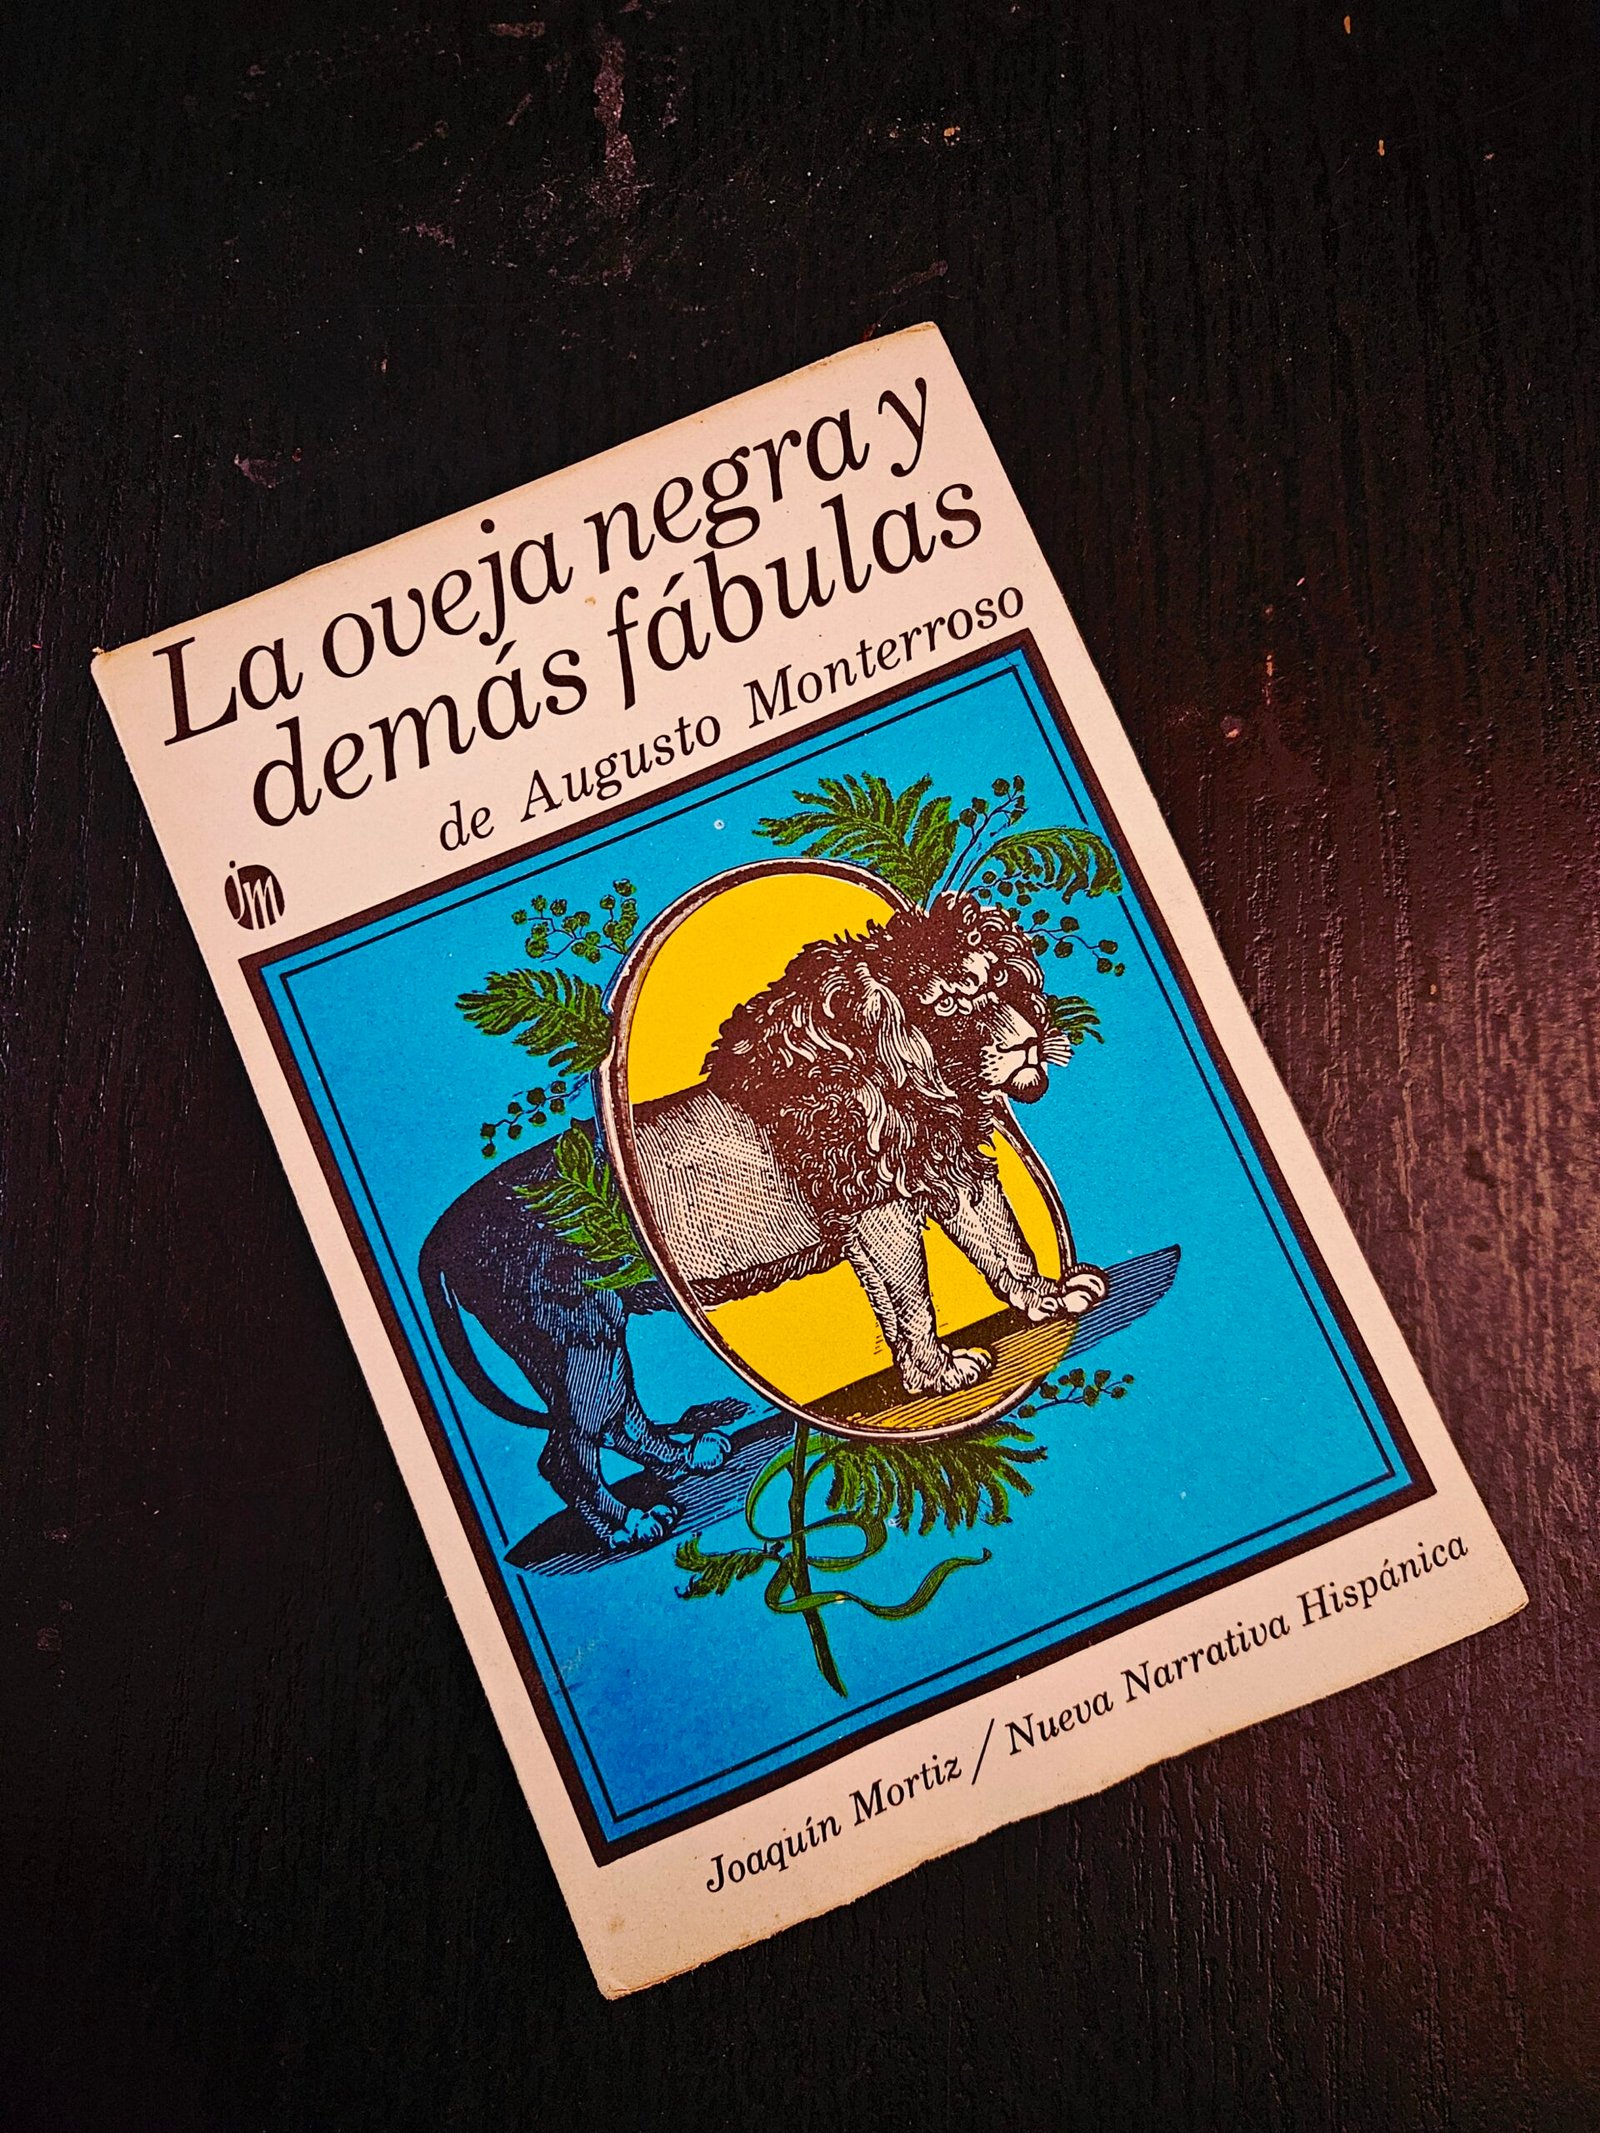 La oveja negra y
demás fábulas
de Augusto Monterroso
jm
Joaquín Mortiz / Nueva Narrativa Hispánica